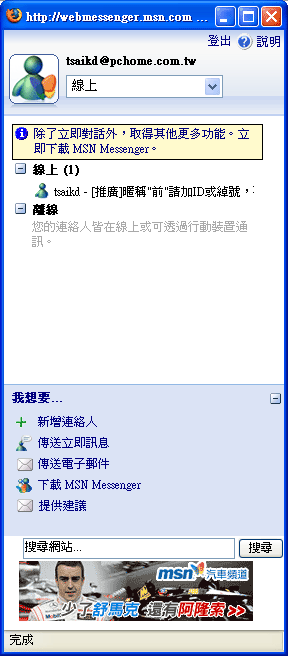 http://webmessenger.msn.com ...
登出 說明
tsaikd@pchome.com.tw
線上
除了立即對話外，取得其他更多功能。立
即下載 MSN Messenger。
線上 (1)
tsaikd - [推廣]暱稱"前"請加ID或綽號，
離線
您的連絡人皆在線上或可透過行動裝置通
訊。
我想要...
新增連絡人
傳送立即訊息
傳送電子郵件
下載 MSN Messenger
提供建議
搜尋網站...
搜尋
msn 汽車頻道
少了舒馬克 還有阿隆索 >>
完成